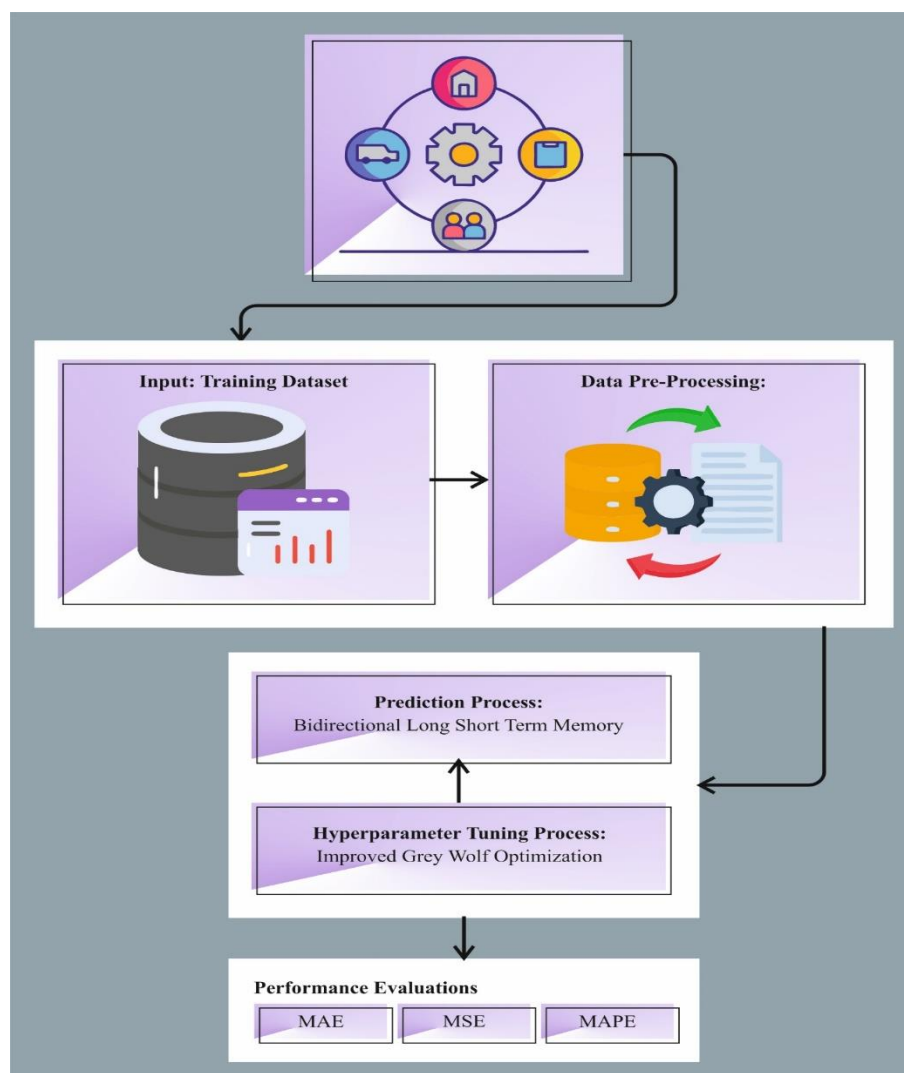 Input: Training Dataset
Data Pre-Processing:
Prediction Process:
Bidirectional Long Short Term Memory
Hyperparameter Tuning Process:
Improved Grey Wolf Optimization
Performance Evaluations
MAE
MSE
MAPE